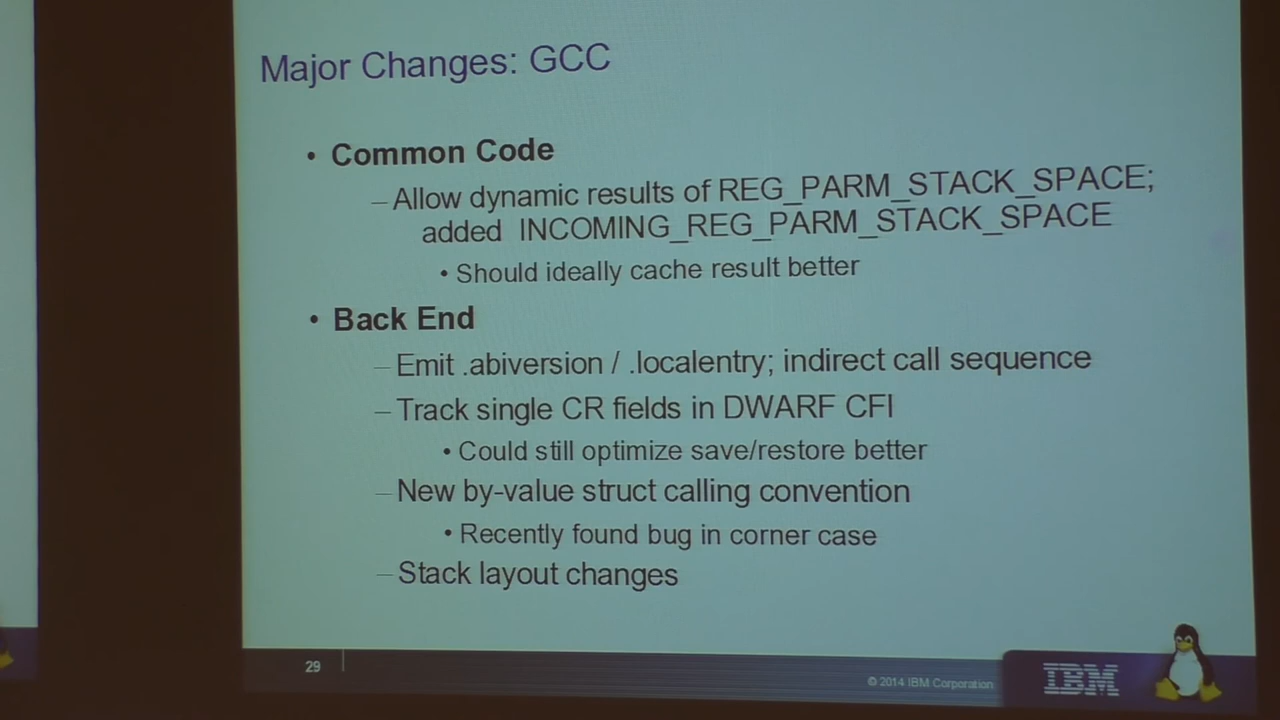 Major Changes: GCC
• Common Code
–Allow dynamic results of REG_PARM_STACK_SPACE;
added INCOMING_REG_PARM_STACK_SPACE
• Should ideally cache result better
• Back End
–Emit .abiversion / .localentry; indirect call sequence
–Track single CR fields in DWARF CFI
• Could still optimize save/restore better
–New by-value struct calling convention
• Recently found bug in corner case
–Stack layout changes
29
© 2014 IBM Corporation
IBM